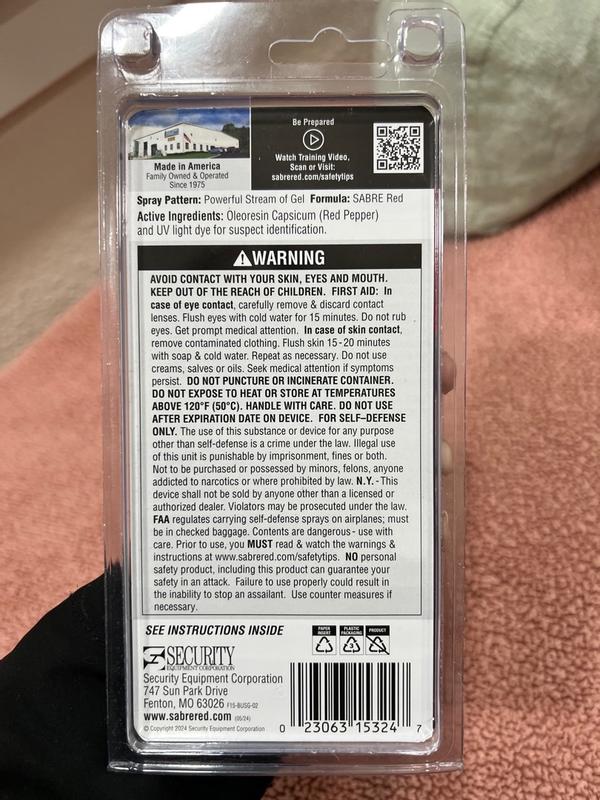 Made in America
Family Owned & Operated
Since 1975
Be Prepared
Watch Training Video,
Scan or Visit:
sabrered.com/safetytips
Spray Pattern: Powerful Stream of Gel Formula: SABRE Red
Active Ingredients: Oleoresin Capsicum (Red Pepper)
and UV light dye for suspect identification.
WARNING
AVOID CONTACT WITH YOUR SKIN, EYES AND MOUTH.
KEEP OUT OF THE REACH OF CHILDREN. FIRST AID: In
case of eye contact, carefully remove & discard contact
lenses. Flush eyes with cold water for 15 minutes. Do not rub
eyes. Get prompt medical attention. In case of skin contact,
remove contaminated clothing. Flush skin 15-20 minutes
with soap & cold water. Repeat as necessary. Do not use
creams, salves or oils. Seek medical attention if symptoms
persist. DO NOT PUNCTURE OR INCINERATE CONTAINER.
DO NOT EXPOSE TO HEAT OR STORE AT TEMPERATURES
ABOVE 120°F (50°C). HANDLE WITH CARE. DO NOT USE
AFTER EXPIRATION DATE ON DEVICE. FOR SELF–DEFENSE
ONLY. The use of this substance or device for any purpose
other than self-defense is a crime under the law. Illegal use
of this unit is punishable by imprisonment, fines or both.
Not to be purchased or possessed by minors, felons, anyone
addicted to narcotics or where prohibited by law. N.Y. - This
device shall not be sold by anyone other than a licensed or
authorized dealer. Violators may be prosecuted under the law.
FAA regulates carrying self-defense sprays on airplanes; must
be in checked baggage. Contents are dangerous - use with
care. Prior to use, you MUST read & watch the warnings &
instructions at www.sabrered.com/safetytips. NO personal
safety product, including this product can guarantee your
safety in an attack. Failure to use properly could result in
the inability to stop an assailant. Use counter measures if
necessary.
SEE INSTRUCTIONS INSIDE
PAPER INSERT
PLASTIC PACKAGING
PRODUCT
SECURITY
EQUIPMENT CORPORATION
Security Equipment Corporation
747 Sun Park Drive
Fenton, MO 63026 F15-BUSG-02
www.sabrered.com (05/24)
© Copyright 2024 Security Equipment Corporation
0 23063 15324 7